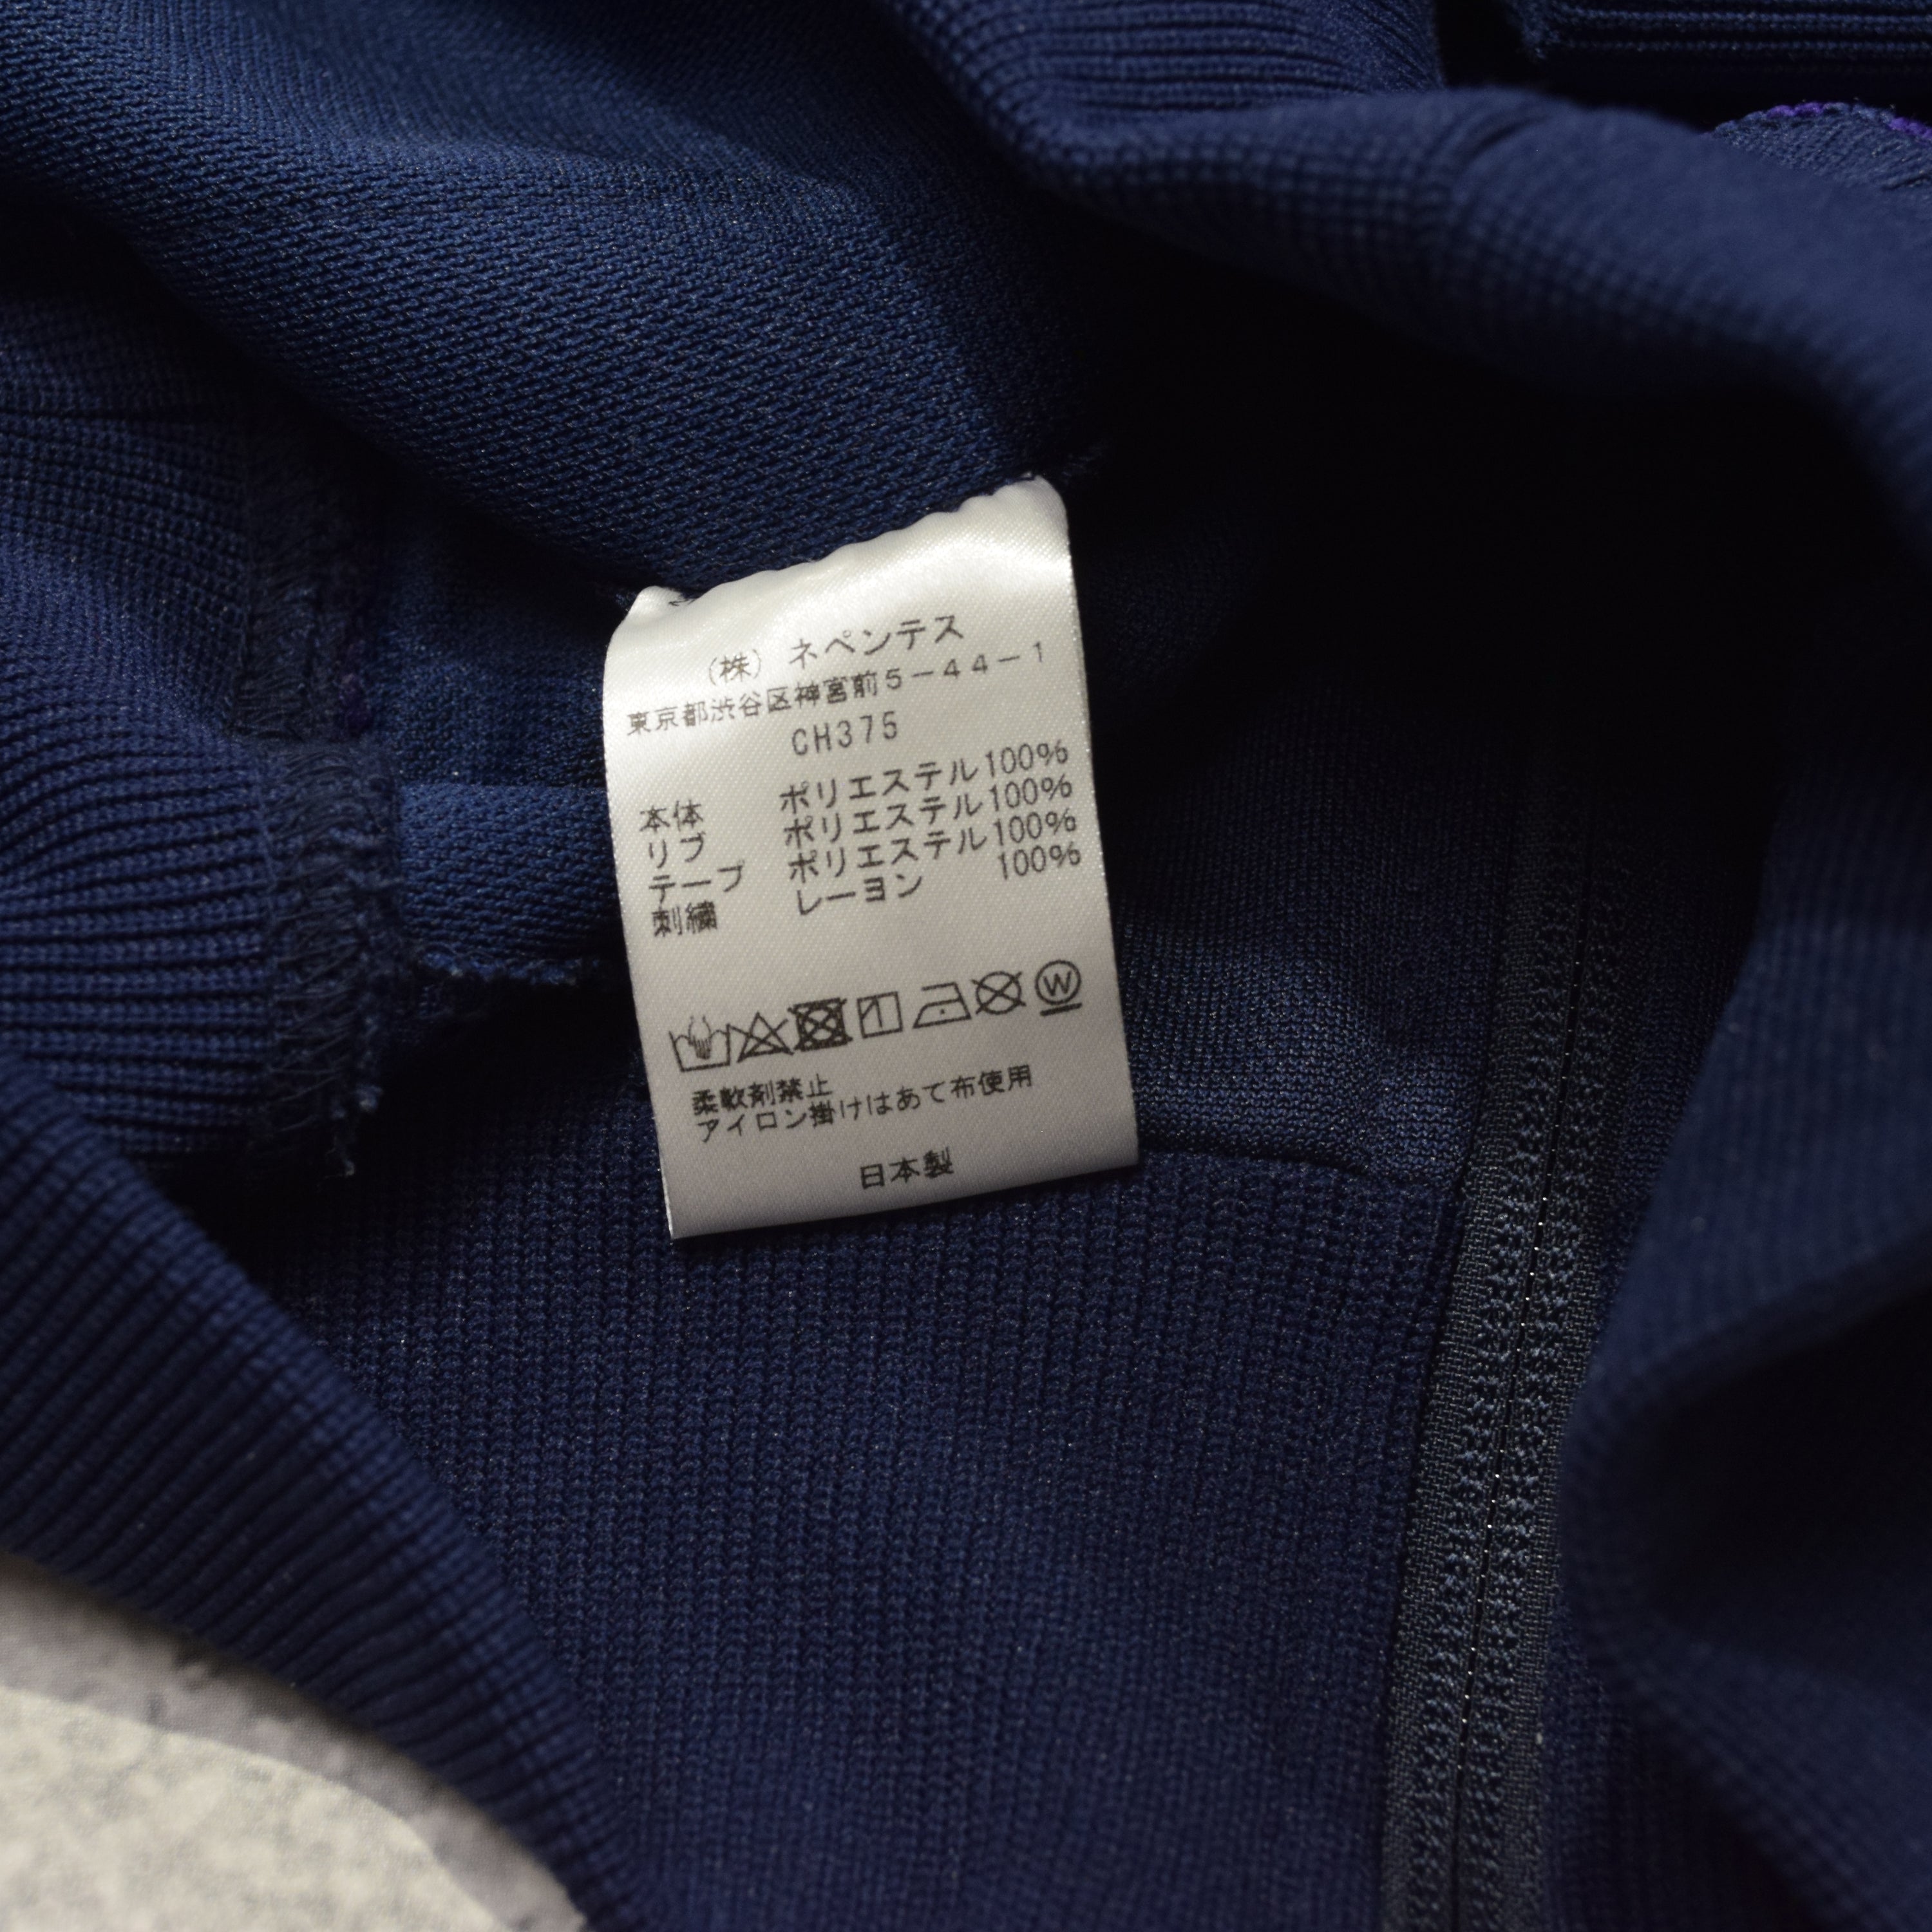 (株) ネペンテス
東京都渋谷区神宮前5-44-1
CH375
本体 ポリエステル100%
リブ ポリエステル100%
テープ ポリエステル100%
刺繍 レーヨン 100%
W
柔軟剤禁止
アイロン掛けはあて布使用
日本製